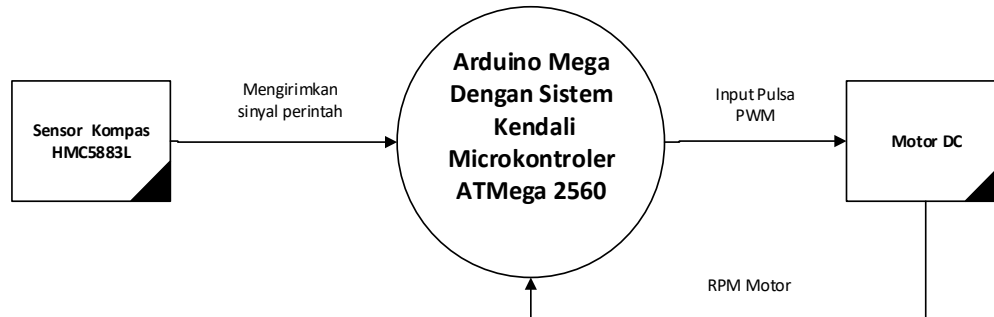 Sensor Kompas
HMC5883L
Mengirimkan
sinyal perintah
Arduino Mega
Dengan Sistem
Kendali
Microkontroler
ATMega 2560
Input Pulsa
PWM
Motor DC
RPM Motor